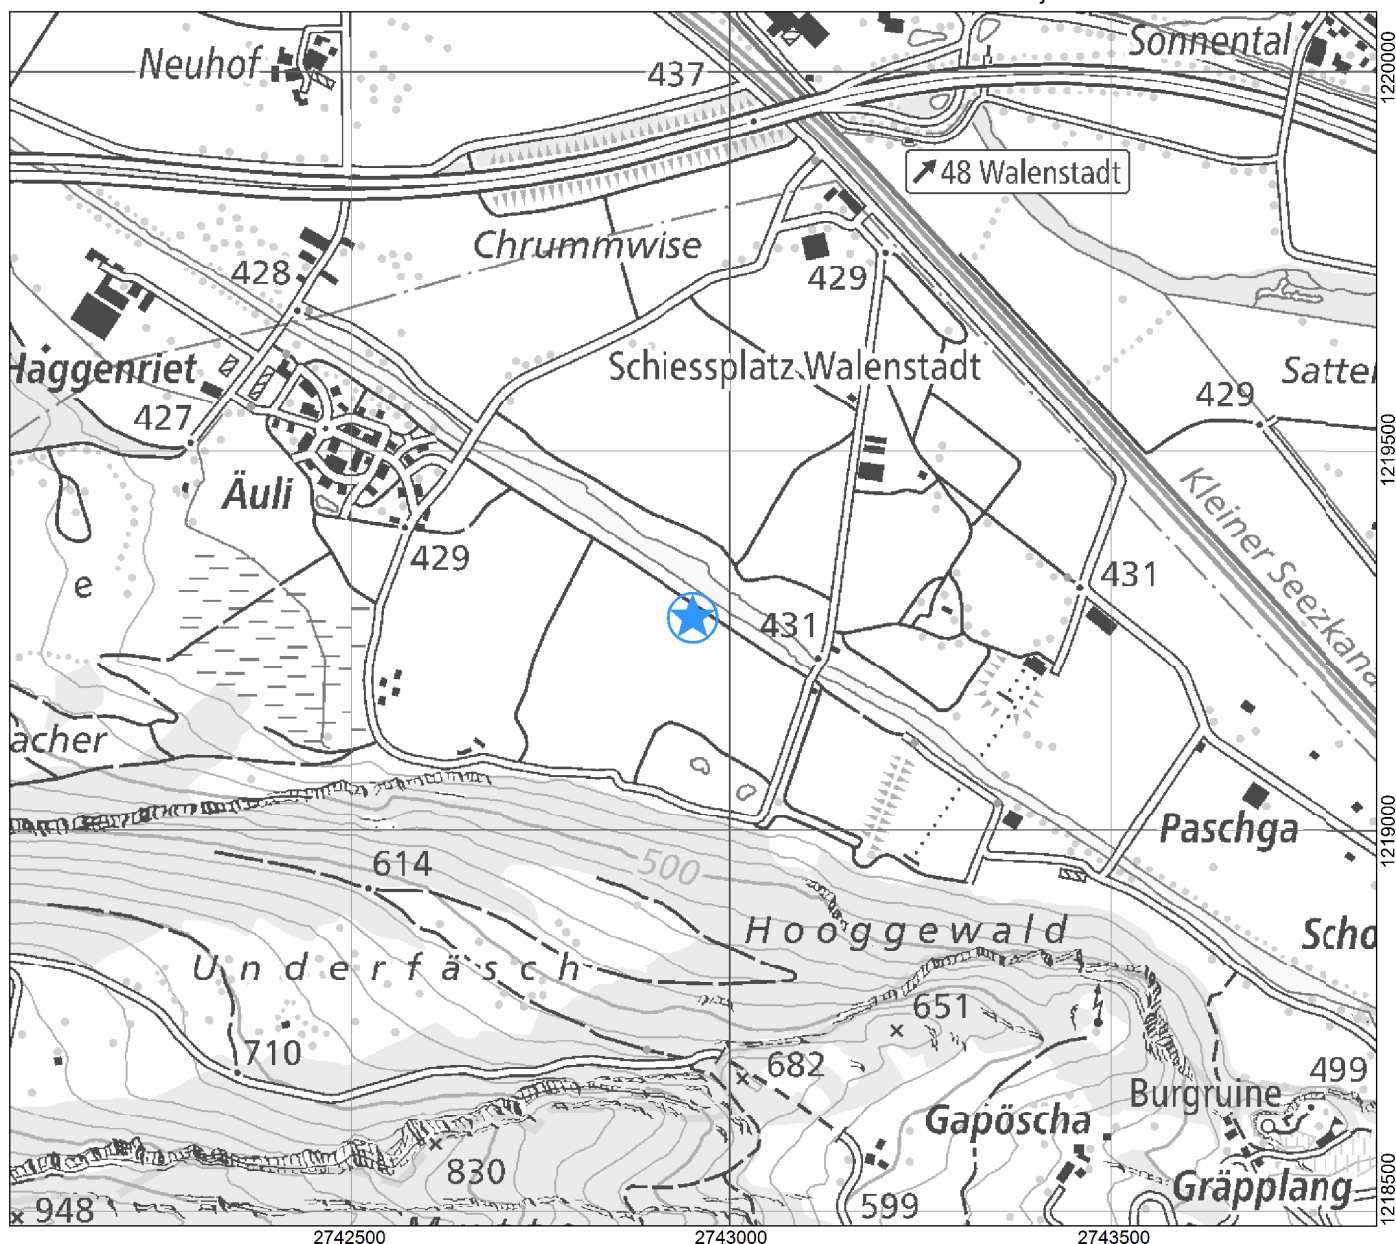 Sonnental
Neuhof
437
1220000
48 Walenstadt
Chrummwise
428
429
Schiessplatz Walenstadt
Haggenriet
Satte
427
429
Äuli
1219500
Kleiner Seezkana
429
431
e
431
acher
Paschga
1219000
614
500
Hooggewald
Scho
Underfäsch
651
710
682
499
Burgruine
Gapöscha
830
Gräpplang
1218500
948
599
2742500 2743000 2743500